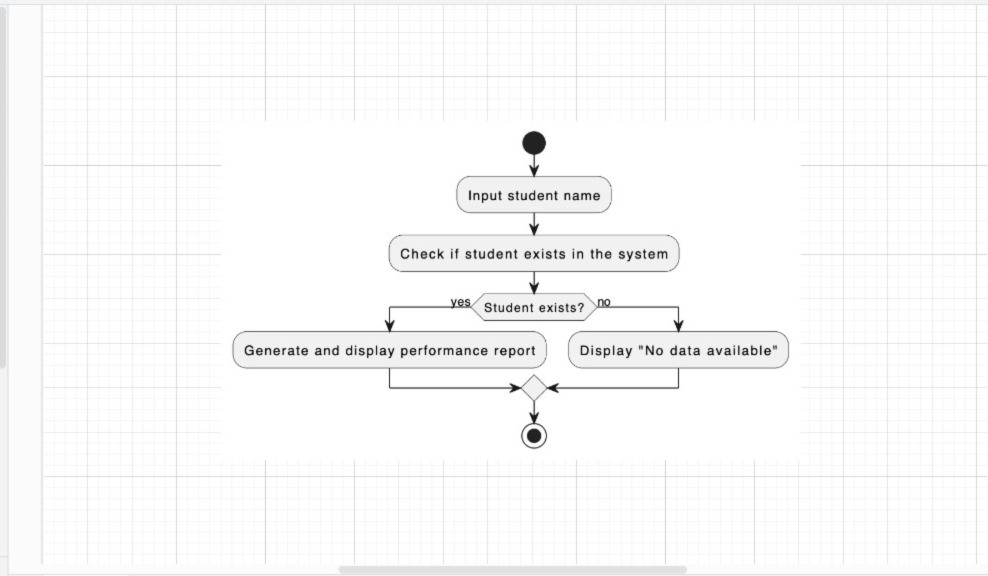 Input student name
Check if student exists in the system
yes
Student exists?
no
Generate and display performance report
Display "No data available"